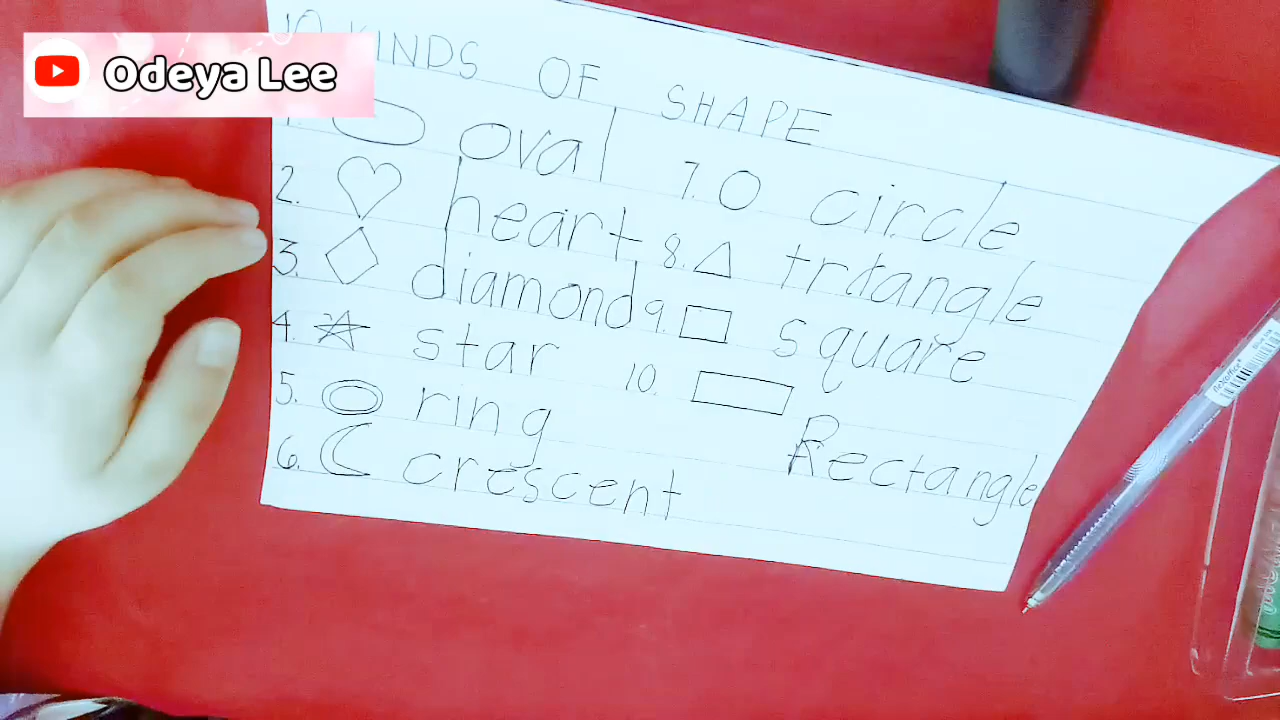 Odeya Lee
10 KINDS OF SHAPE
1. oval
2. heart
3. diamond
4. star
5. ring
6. crescent
7. circle
8. triangle
9. square
10. Rectangle